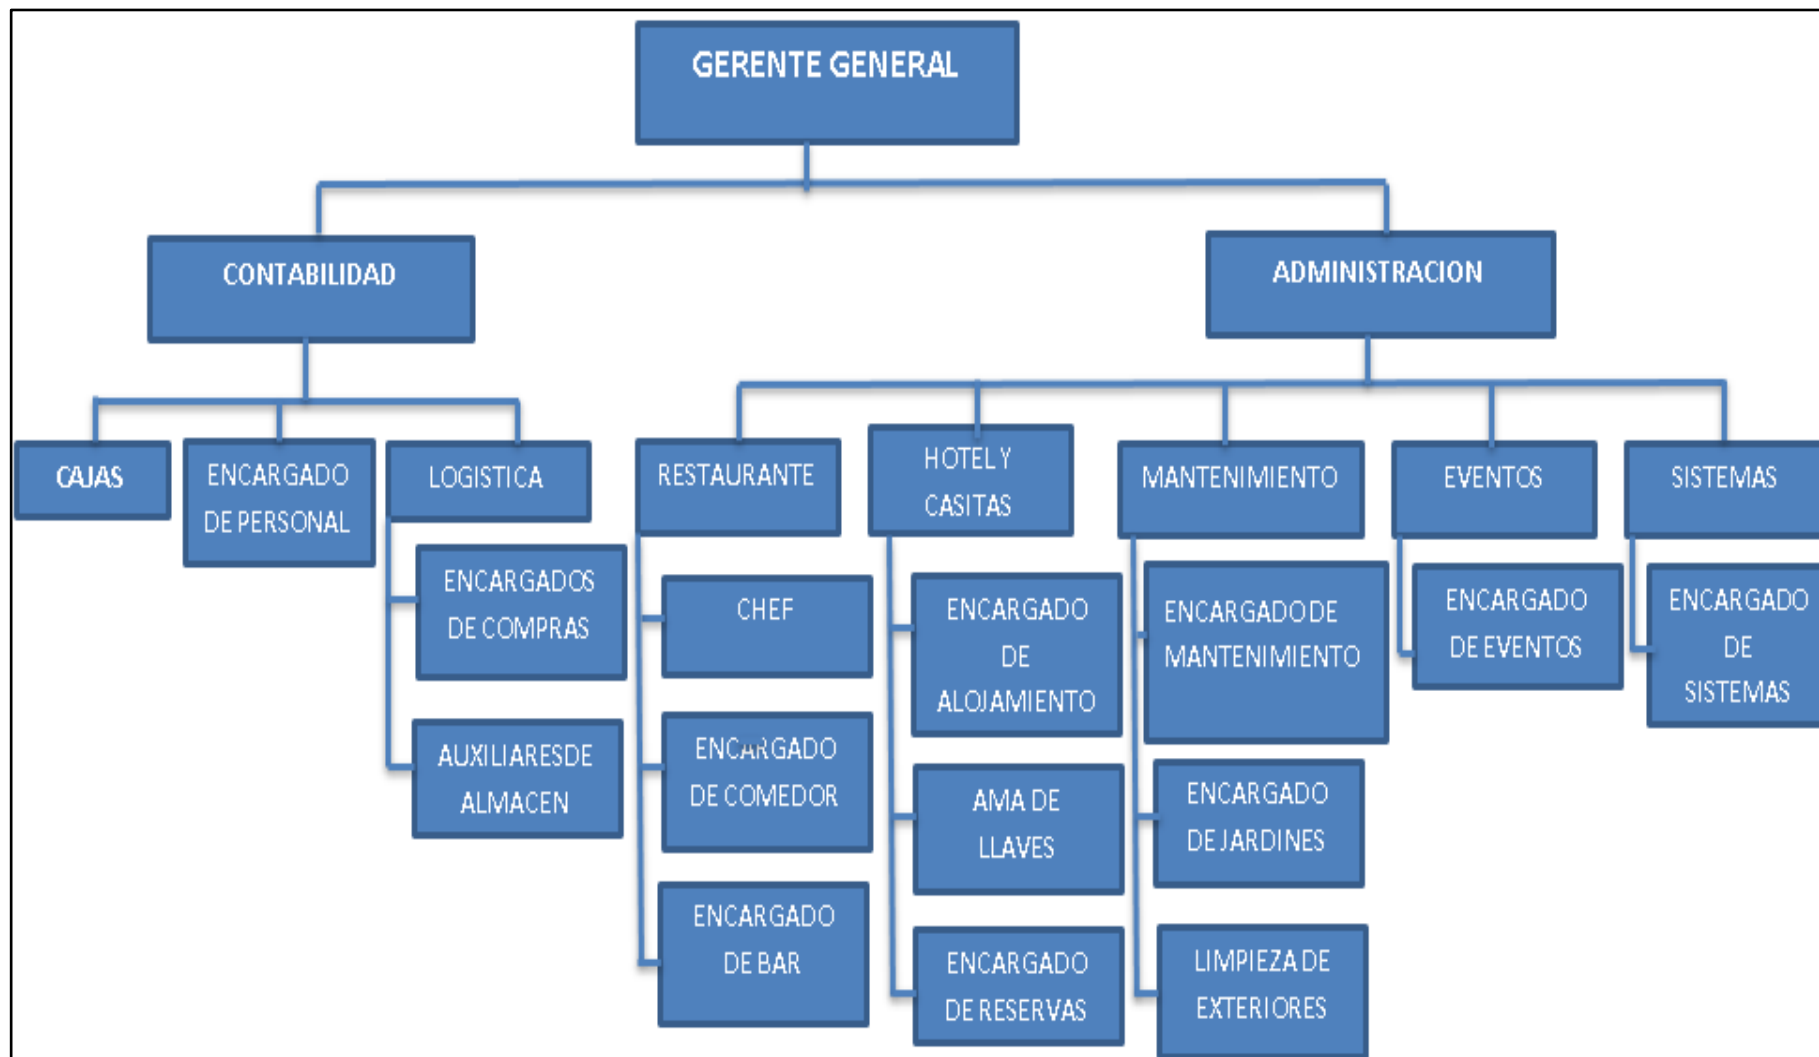 GERENTE GENERAL
CONTABILIDAD
ADMINISTRACION
CAJAS
ENCARGADO
DE PERSONAL
LOGISTICA
ENCARGADOS
DE COMPRAS
AUXILIARES DE
ALMACEN
RESTAURANTE
CHEF
ENCARGADO
DE COMEDOR
ENCARGADO
DE BAR
HOTEL Y
CASITAS
ENCARGADO
DE
ALOJAMIENTO
AMA DE
LLAVES
ENCARGADO
DE RESERVAS
MANTENIMIENTO
ENCARGADO DE
MANTENIMIENTO
ENCARGADO
DE JARDINES
LIMPIEZA DE
EXTERIORES
EVENTOS
ENCARGADO
DE EVENTOS
SISTEMAS
ENCARGADO
DE
SISTEMAS